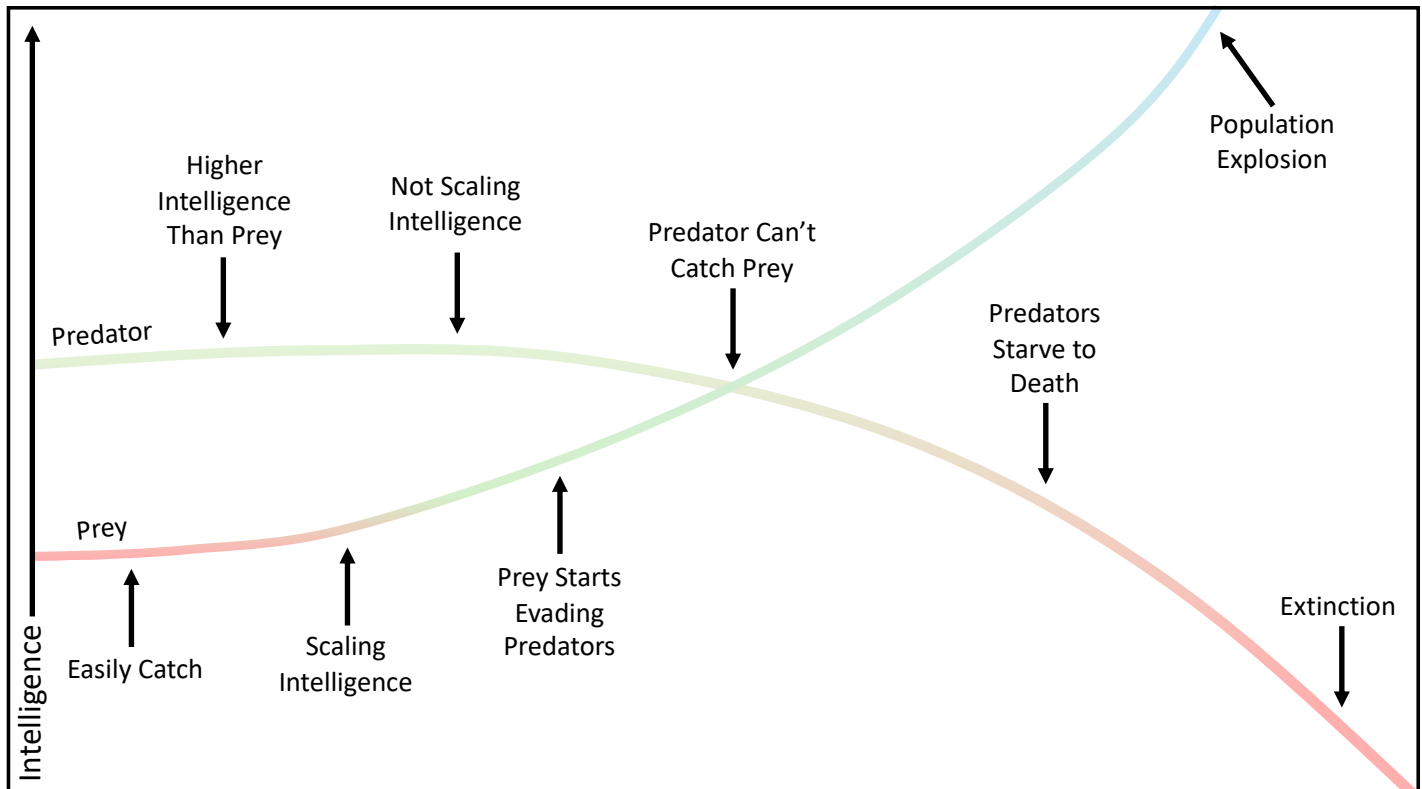 Higher
Intelligence
Than Prey
Not Scaling
Intelligence
Predator Can’t
Catch Prey
Population
Explosion
Predators
Starve to
Death
Predator
Prey
Easily Catch
Scaling
Intelligence
Prey Starts
Evading
Predators
Extinction
Intelligence